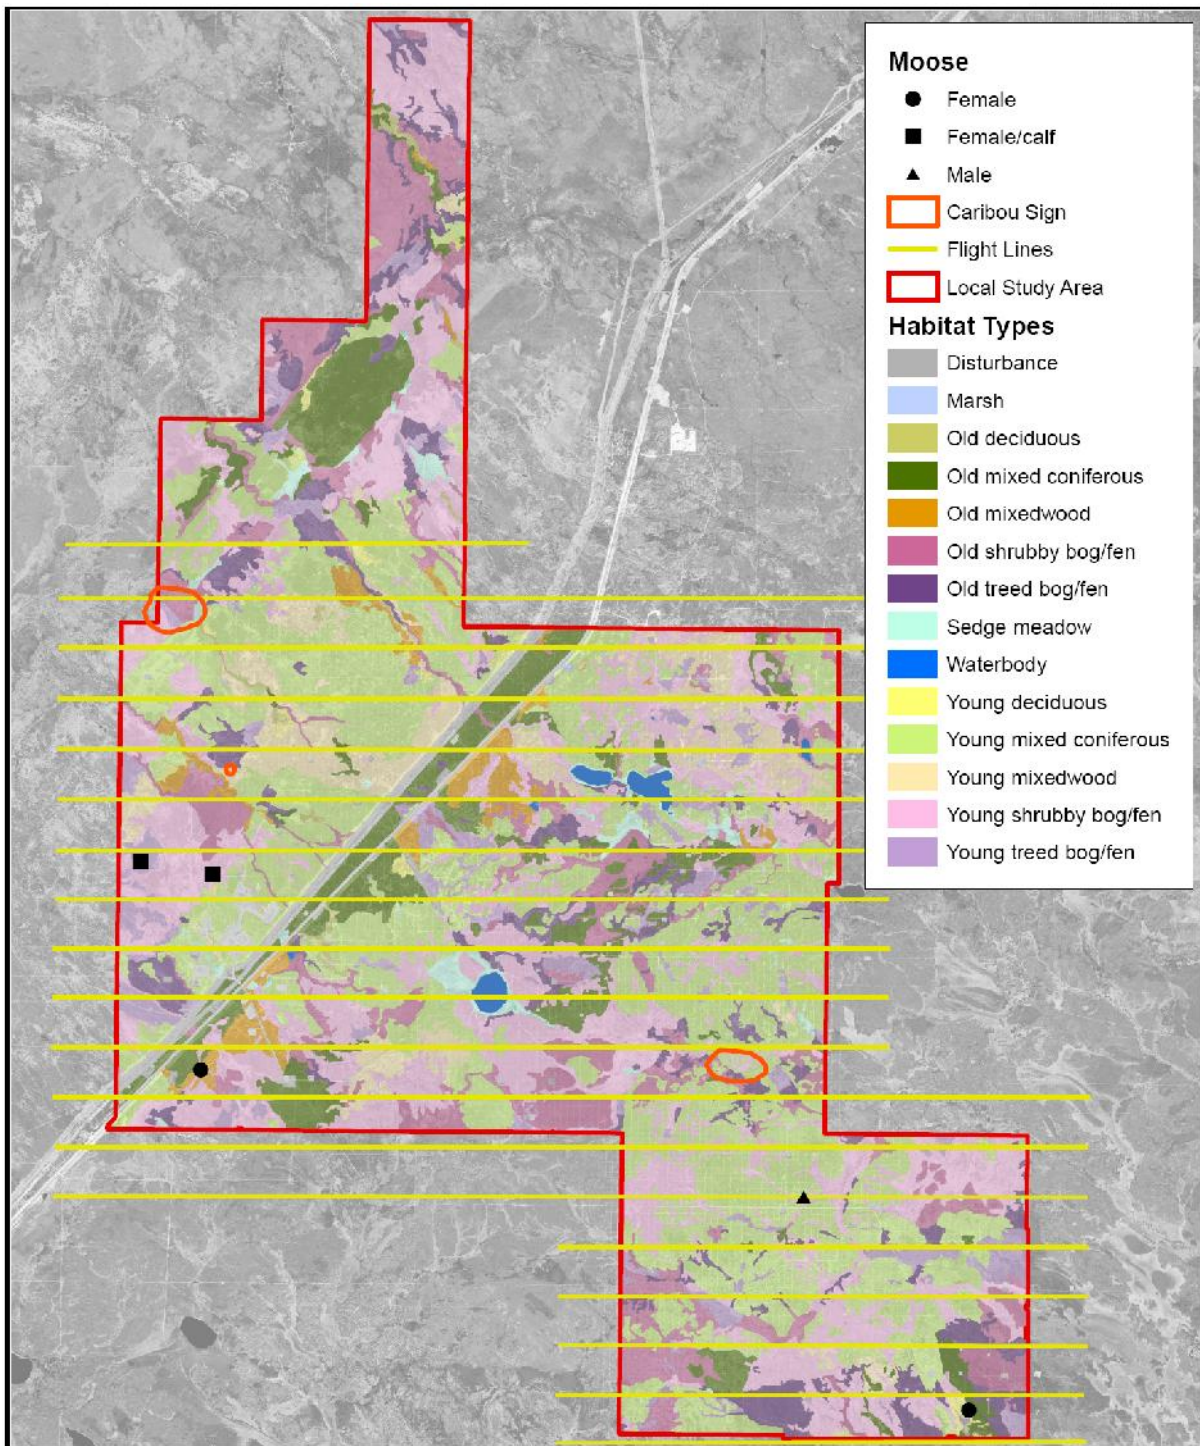 Moose
Female
Female/calf
Male
Caribou Sign
Flight Lines
Local Study Area
Habitat Types
Disturbance
Marsh
Old deciduous
Old mixed coniferous
Old mixedwood
Old shrubby bog/fen
Old treed bog/fen
Sedge meadow
Waterbody
Young deciduous
Young mixed coniferous
Young mixedwood
Young shrubby bog/fen
Young treed bog/fen